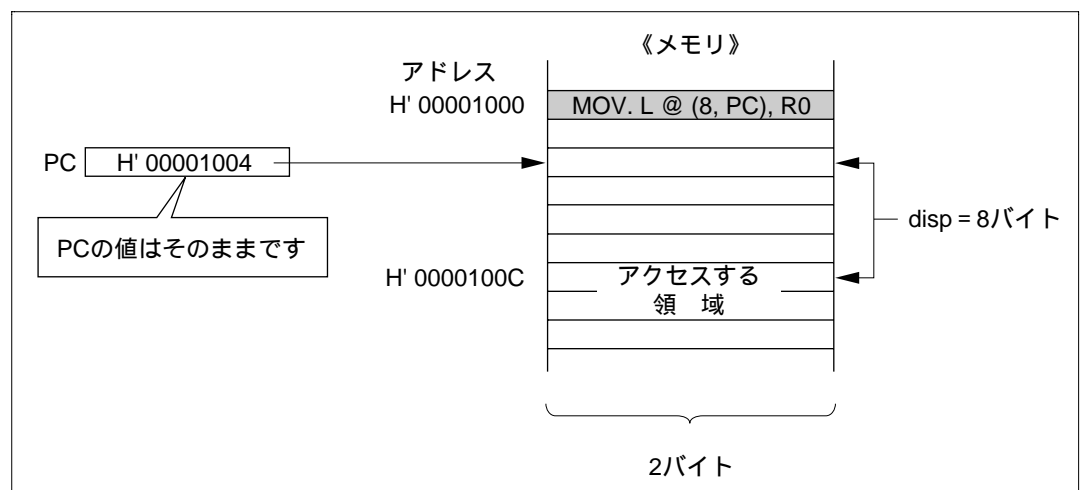 《メモリ》
アドレス
H' 00001000
MOV. L @ (8, PC), R0
PC
H' 00001004
disp = 8バイト
PCの値はそのままです
H' 0000100C
アクセスする
領　域
2バイト